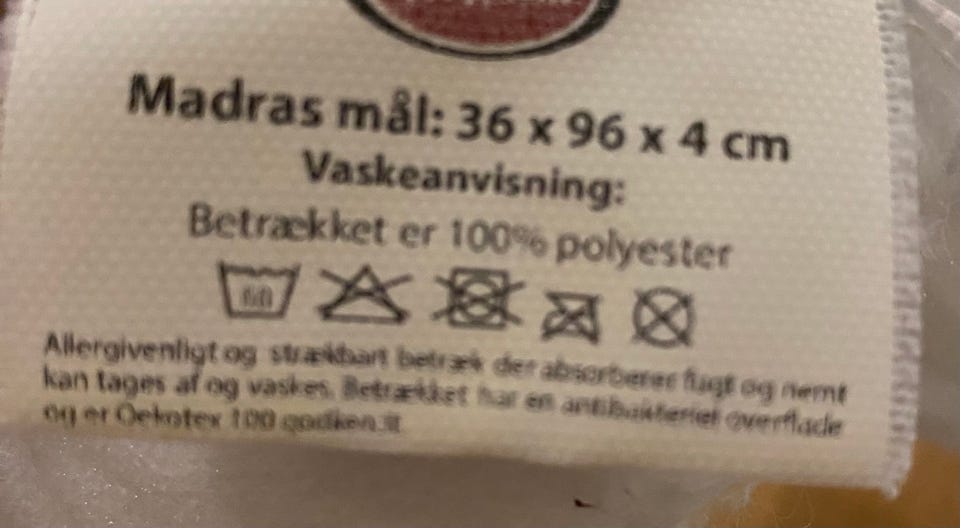 Madras mål: 36 x 96 x 4 cm
Vaskeanvisning:
Betrækket er 100% polyester
60
Allergivenligt og strækbart betræk der absorberer fugt og nemt
kan tages af og vaskes. Betrækket har en antibakteriel overflade
og er Oekotex 100 godkendt